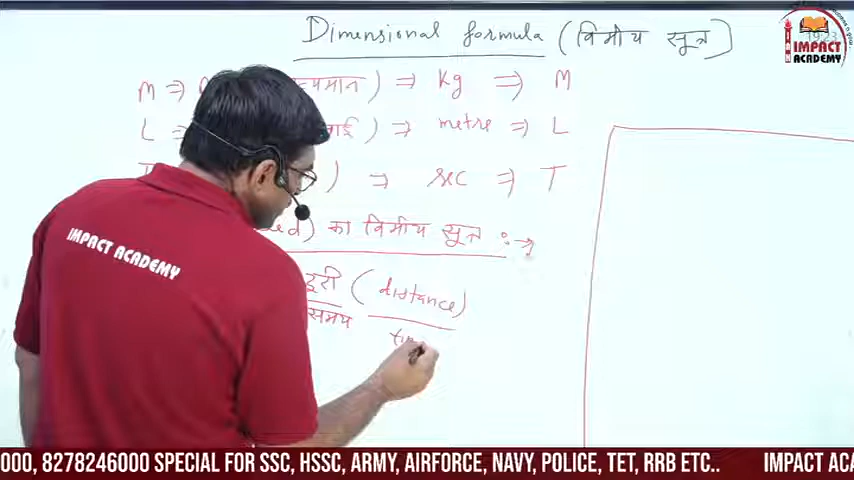 Dimensional formula (विमीय सूत्र)
1923
IMPACT
ACADEMY
M ⇒ ⇒ Kg ⇒ M
L ⇒ ⇒ metre ⇒ L
⇒ sec ⇒ T
का विमीय सूत्र :→
दूरी (distance)
समय
IMPACT ACADEMY
000, 8278246000 SPECIAL FOR SSC, HSSC, ARMY, AIRFORCE, NAVY, POLICE, TET, RRB ETC.. IMPACT ACA